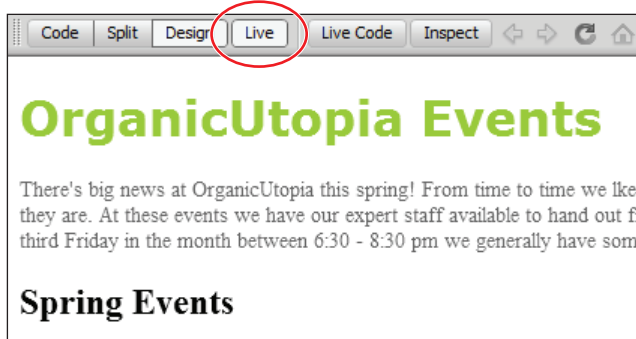 Code Split Design Live Live Code Inspect
OrganicUtopia Events
There's big news at OrganicUtopia this spring! From time to time we lke
they are. At these events we have our expert staff available to hand out f
third Friday in the month between 6:30 - 8:30 pm we generally have som
Spring Events